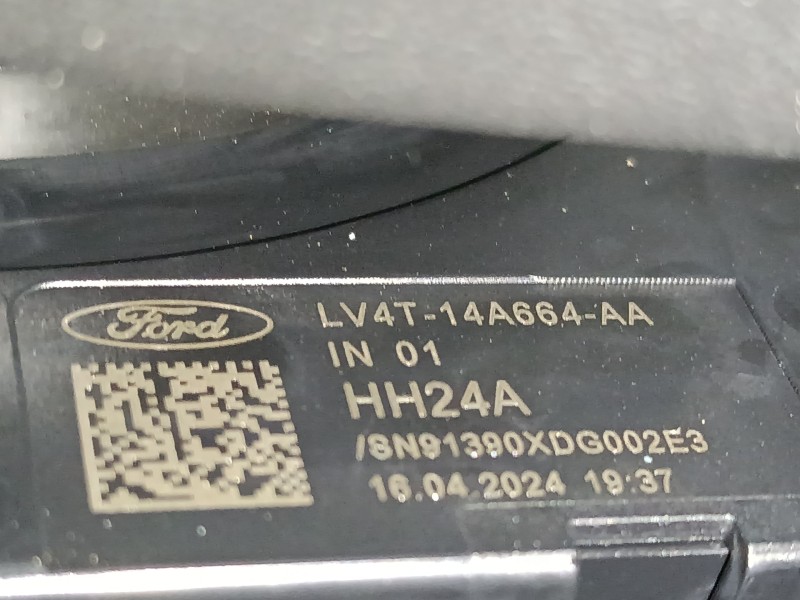 Ford
LV4T-14A664-AA
IN 01
HH24A
/SN91390XDG002E3
16.04.2024 19:37